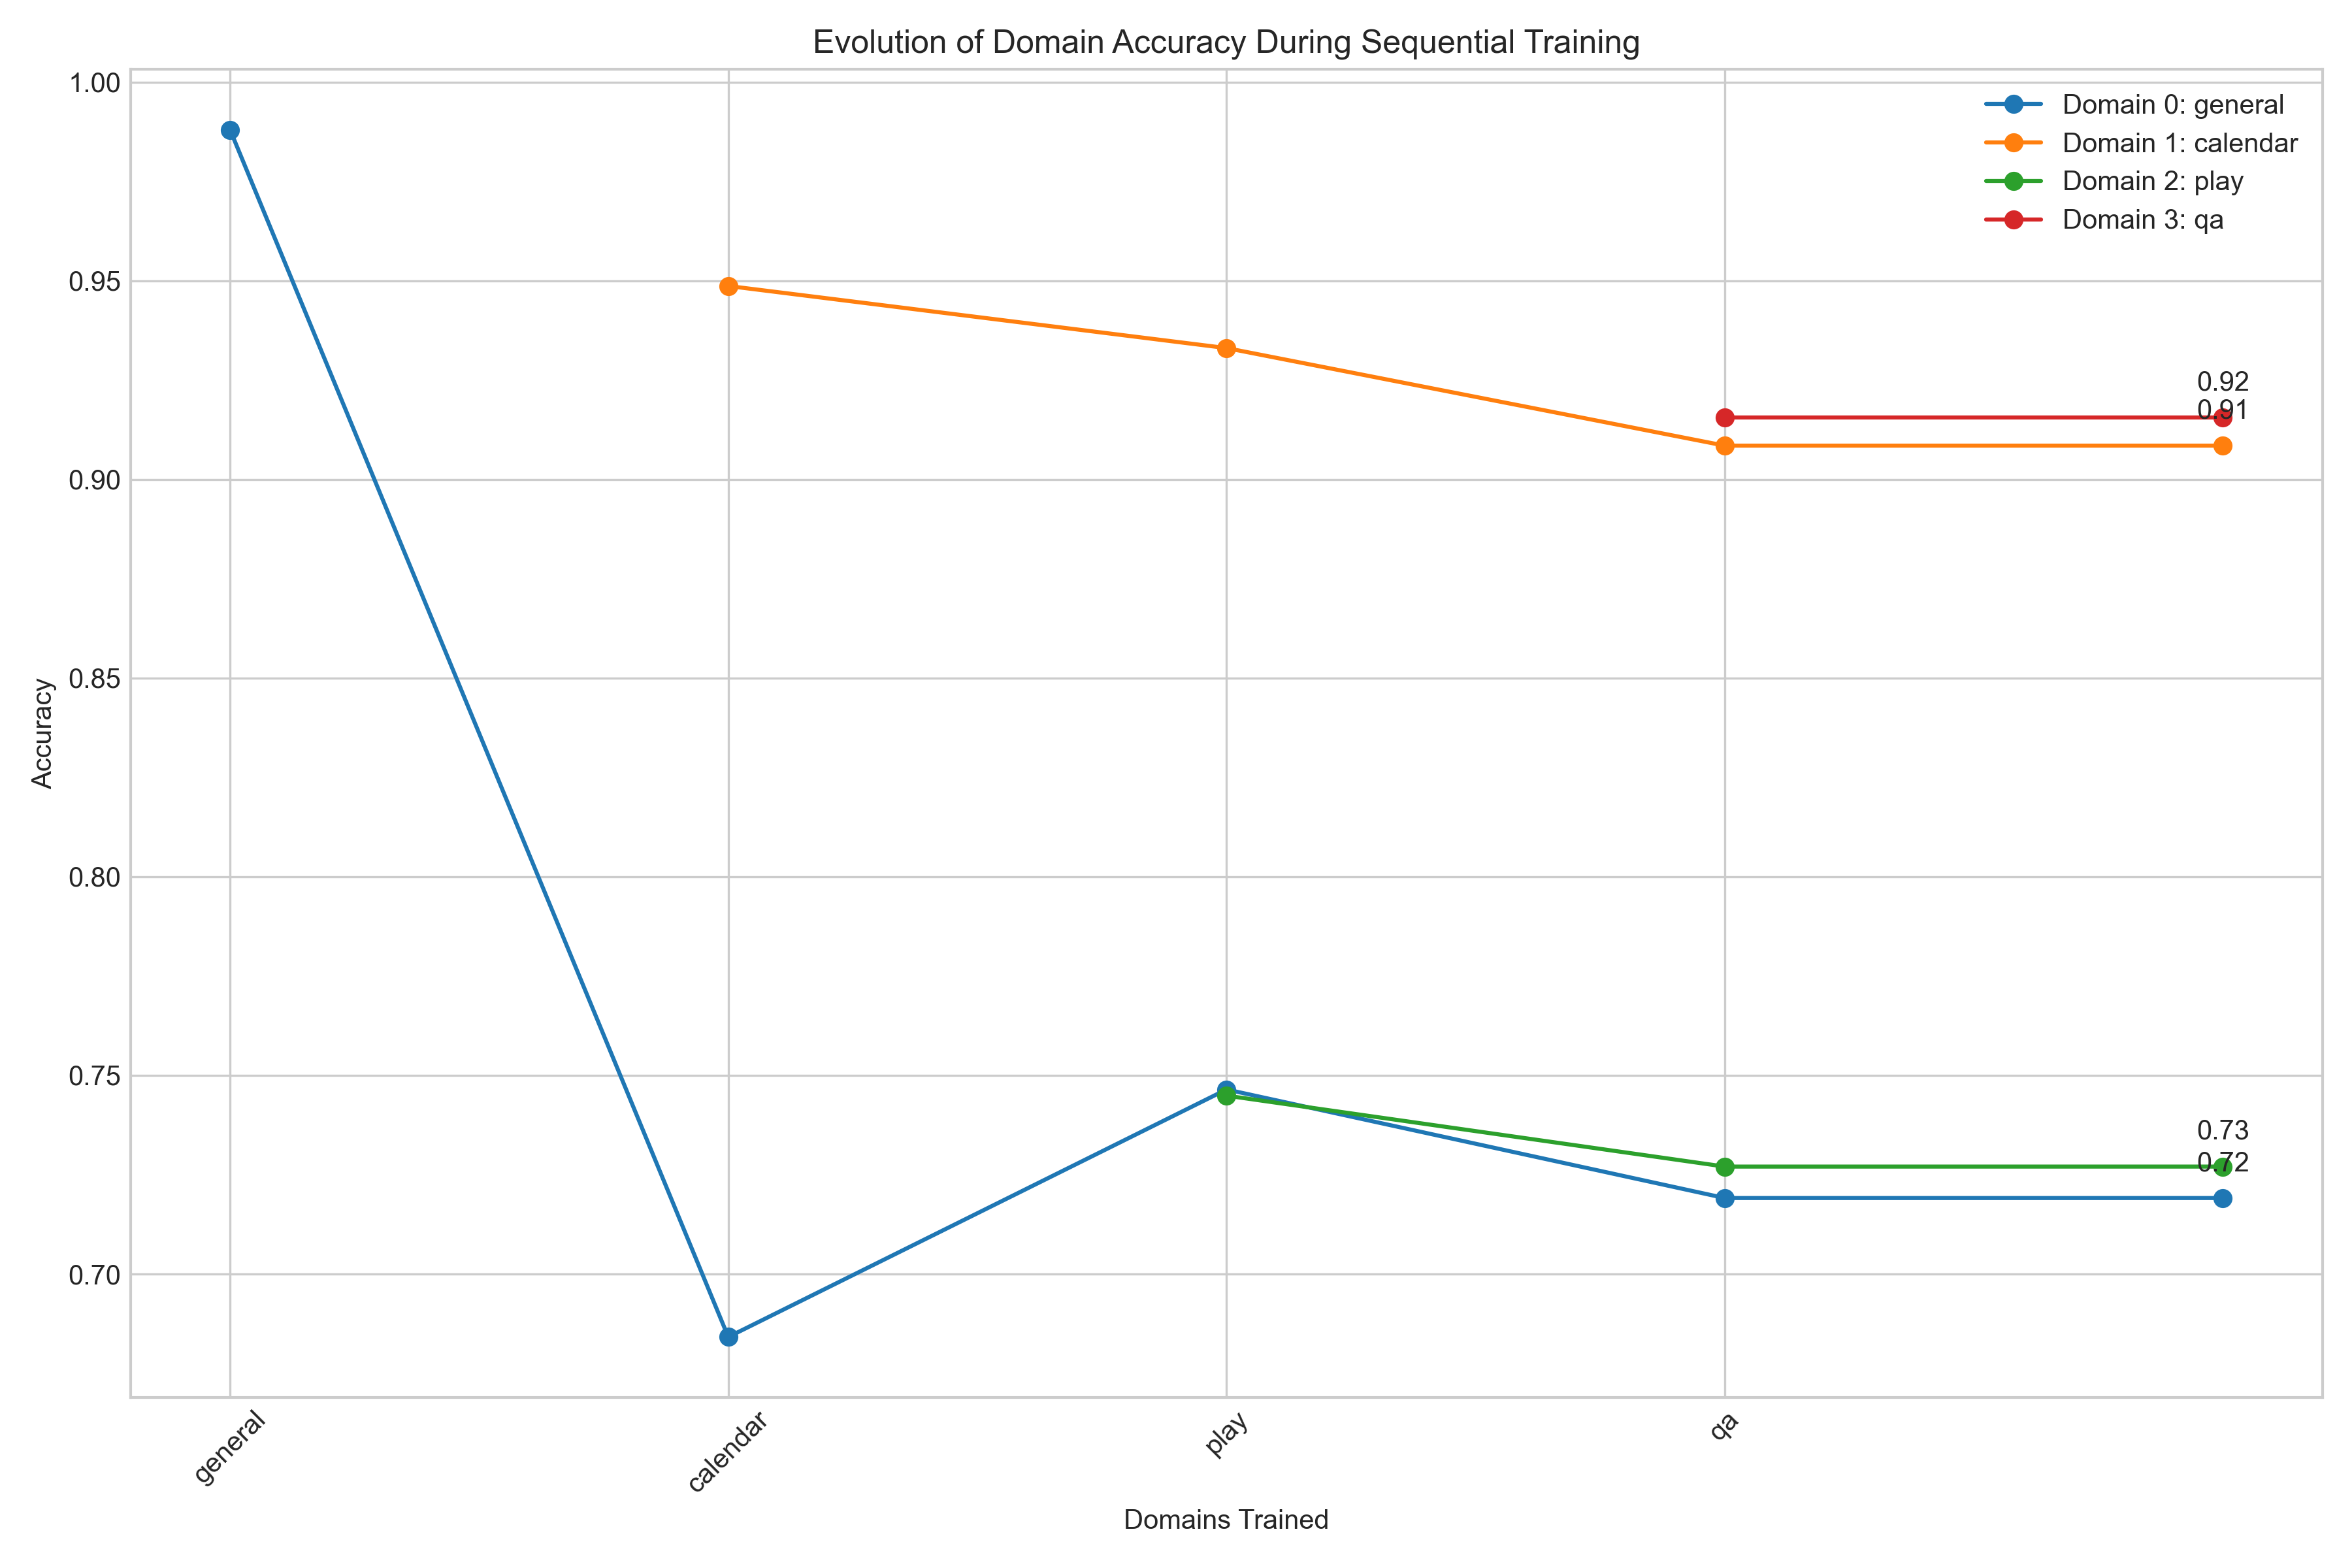 Evolution of Domain Accuracy During Sequential Training
1.00
0.95
0.90
0.85
0.80
0.75
0.70
Accuracy
Domain 0: general
Domain 1: calendar
Domain 2: play
Domain 3: qa
0.92
0.91
0.73
0.72
general
calendar
play
qa
Domains Trained